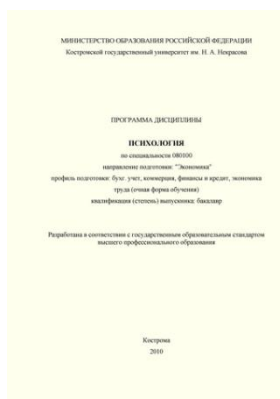 МИНИСТЕРСТВО ОБРАЗОВАНИЯ РОССИЙСКОЙ ФЕДЕРАЦИИ
Костромской государственный университет им. Н. А. Некрасова
ПРОГРАММА ДИСЦИПЛИНЫ
ПСИХОЛОГИЯ
по специальности 080100
направление подготовки: "Экономика"
профиль подготовки: бухг. учет, коммерция, финансы и кредит, экономика
труда (очная форма обучения)
квалификация (степень) выпускника: бакалавр
Разработана в соответствии с государственным образовательным стандартом
высшего профессионального образования
Кострома
2010